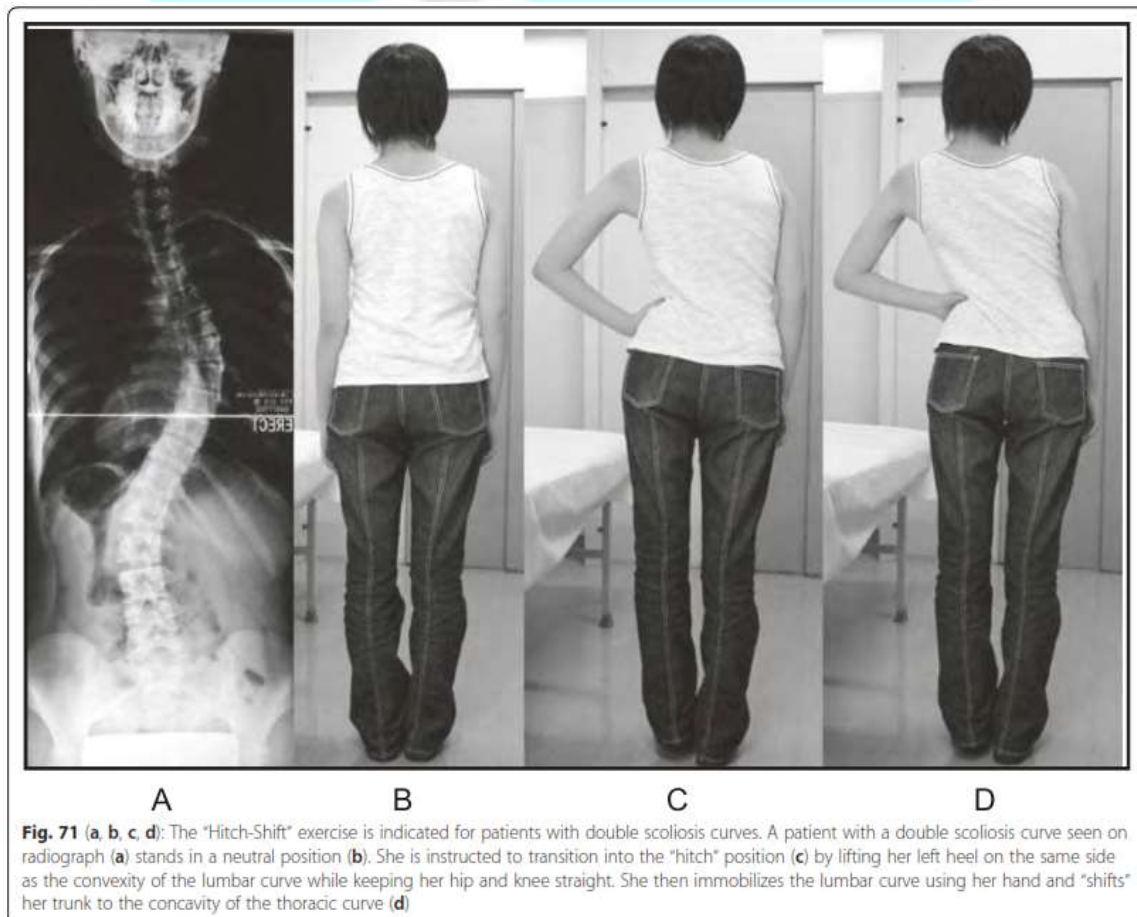 ERECT
A B C D
Fig. 71 (a, b, c, d): The "Hitch-Shift" exercise is indicated for patients with double scoliosis curves. A patient with a double scoliosis curve seen on
radiograph (a) stands in a neutral position (b). She is instructed to transition into the "hitch" position (c) by lifting her left heel on the same side
as the convexity of the lumbar curve while keeping her hip and knee straight. She then immobilizes the lumbar curve using her hand and "shifts"
her trunk to the concavity of the thoracic curve (d)